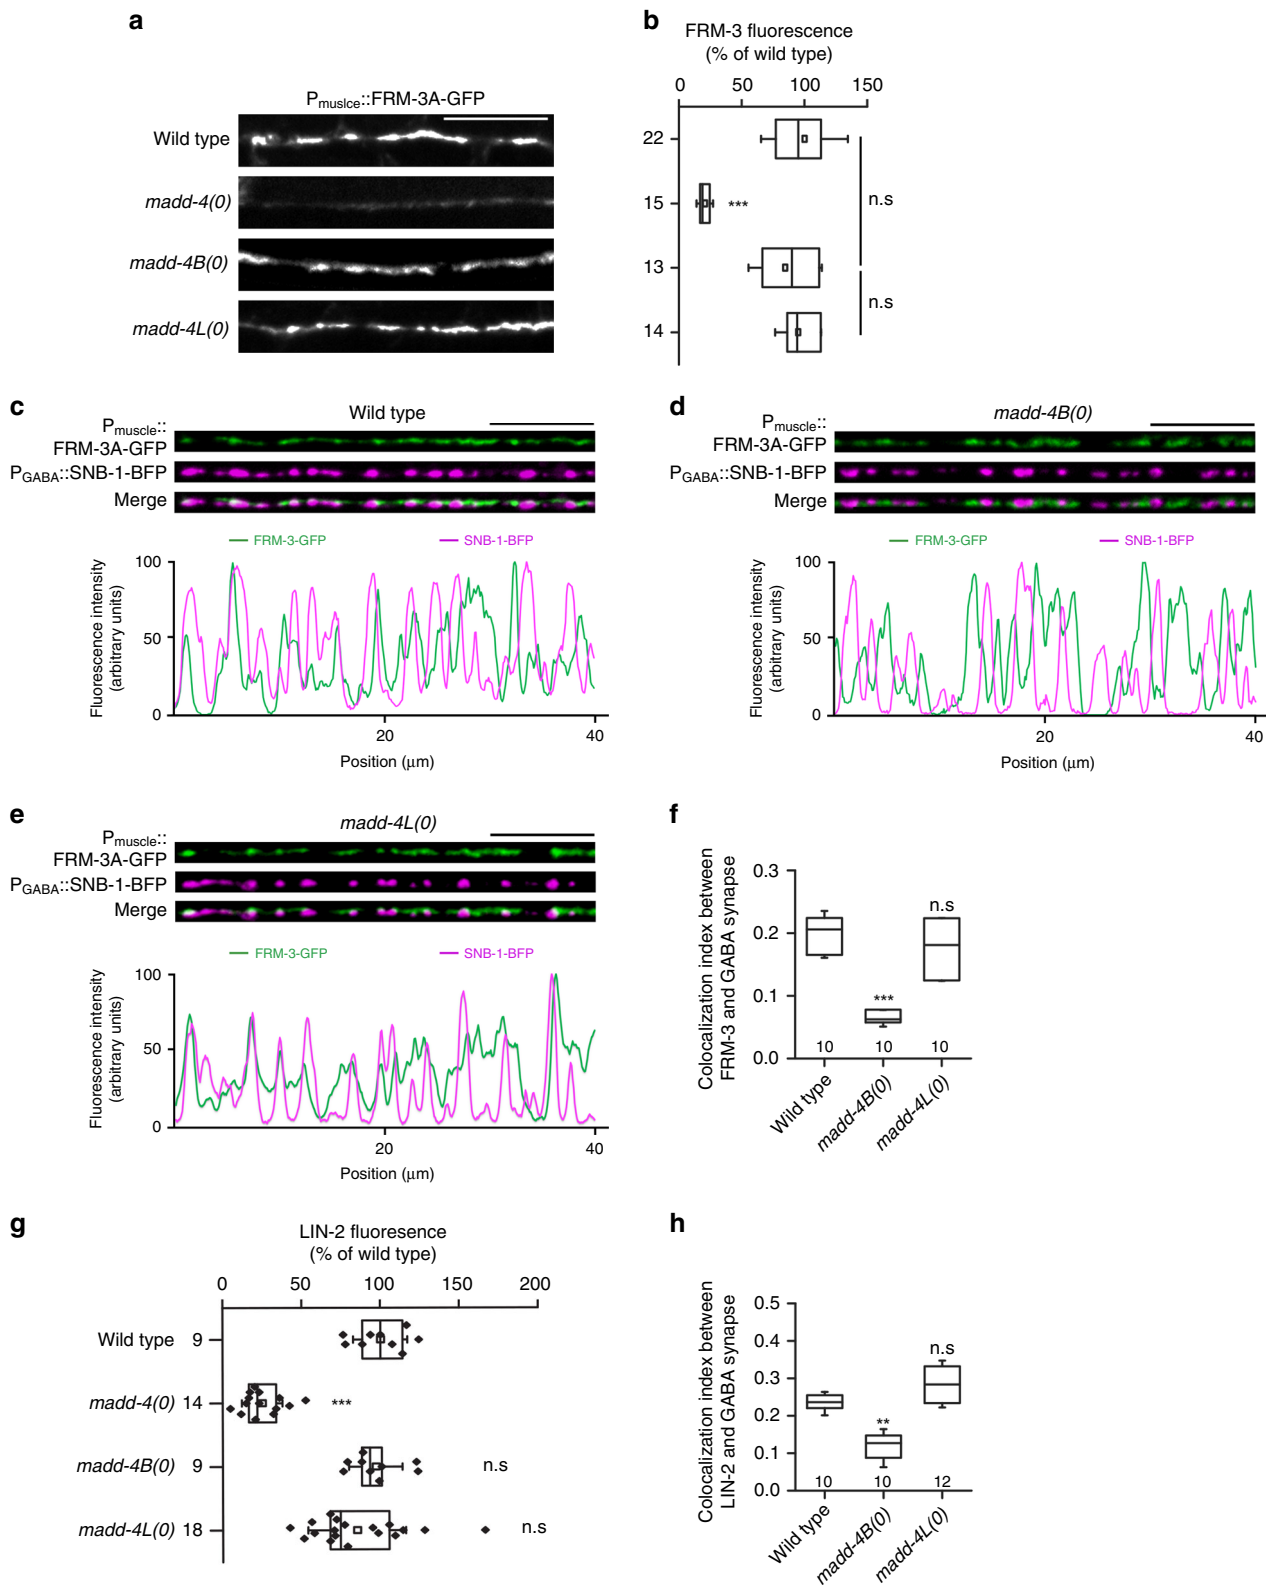 a
P muslce::FRM-3A-GFP
Wild type
madd-4(0)
madd-4B(0)
madd-4L(0)
b
FRM-3 fluorescence
(% of wild type)
0 50 100 150
22
15
13
14
***
n.s
n.s
c
Wild type
P muscle::
FRM-3A-GFP
P GABA::SNB-1-BFP
Merge
FRM-3-GFP SNB-1-BFP
Fluorescence intensity
(arbitrary units)
100
50
0
20 40
Position (μm)
d
madd-4B(0)
P muscle::
FRM-3A-GFP
P GABA::SNB-1-BFP
Merge
FRM-3-GFP SNB-1-BFP
Fluorescence intensity
(arbitrary units)
100
50
0
20 40
Position (μm)
e
madd-4L(0)
P muscle::
FRM-3A-GFP
P GABA::SNB-1-BFP
Merge
FRM-3-GFP SNB-1-BFP
Fluorescence intensity
(arbitrary units)
100
50
0
20 40
Position (μm)
f
Colocalization index between
FRM-3 and GABA synapse
0.3
0.2
0.1
0.0
***
n.s
10 10 10
Wild type
madd-4B(0)
madd-4L(0)
g
LIN-2 fluoresence
(% of wild type)
0 50 100 150 200
Wild type 9
madd-4(0) 14 ***
madd-4B(0) 9 n.s
madd-4L(0) 18 n.s
h
Colocalization index between
LIN-2 and GABA synapse
0.5
0.4
0.3
0.2
0.1
0.0
**
n.s
10 10 12
Wild type
madd-4B(0)
madd-4L(0)